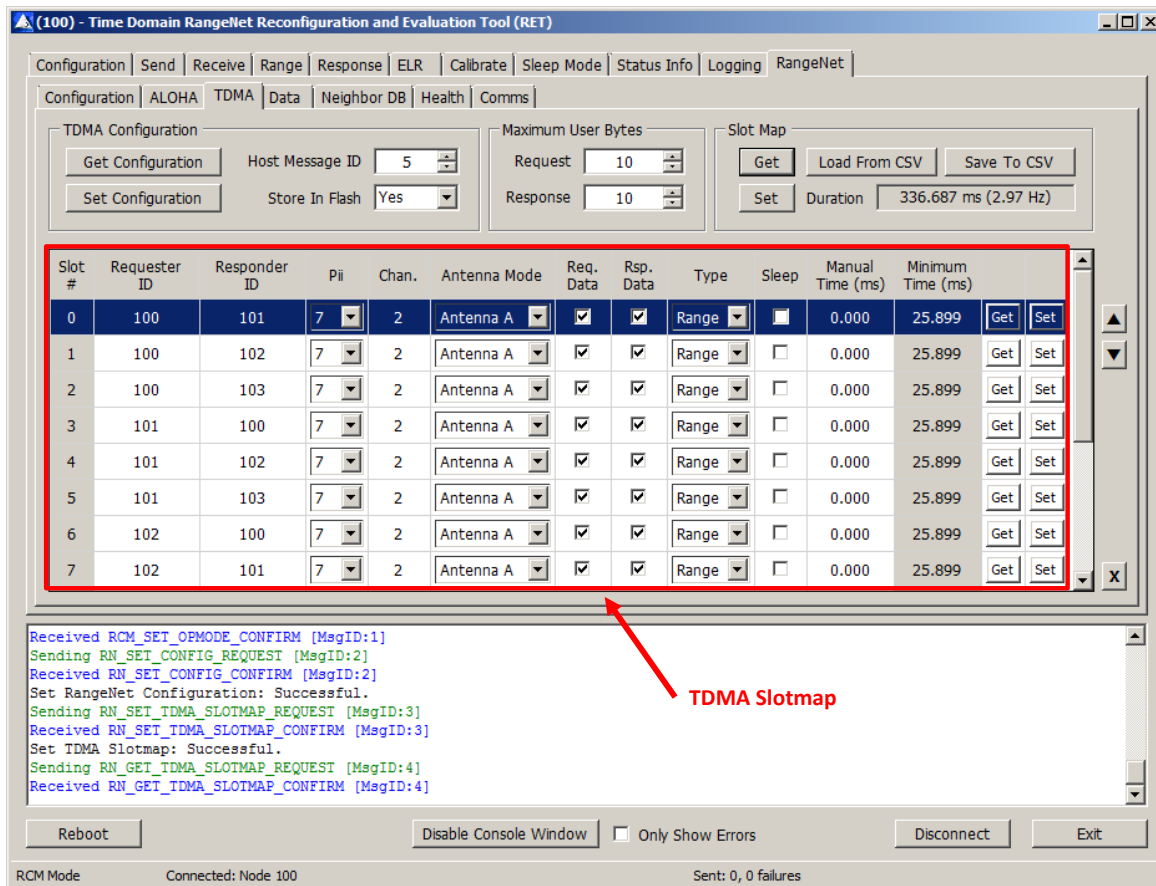 (100) - Time Domain RangeNet Reconfiguration and Evaluation Tool (RET)
Configuration Send Receive Range Response ELR Calibrate Sleep Mode Status Info Logging RangeNet
Configuration ALOHA TDMA Data Neighbor DB Health Comms
TDMA Configuration Maximum User Bytes Slot Map
Get Configuration Host Message ID 5 Request 10 Get Load From CSV Save To CSV
Set Configuration Store In Flash Yes Response 10 Set Duration 336.687 ms (2.97 Hz)
Slot # Requester ID Responder ID Pii Chan. Antenna Mode Req. Data Rsp. Data Type Sleep Manual Time (ms) Minimum Time (ms)
0 100 101 7 2 Antenna A Range 0.000 25.899 Get Set
1 100 102 7 2 Antenna A Range 0.000 25.899 Get Set
2 100 103 7 2 Antenna A Range 0.000 25.899 Get Set
3 101 100 7 2 Antenna A Range 0.000 25.899 Get Set
4 101 102 7 2 Antenna A Range 0.000 25.899 Get Set
5 101 103 7 2 Antenna A Range 0.000 25.899 Get Set
6 102 100 7 2 Antenna A Range 0.000 25.899 Get Set
7 102 101 7 2 Antenna A Range 0.000 25.899 Get Set
X
Received RCM_SET_OPMODE_CONFIRM [MsgID:1]
Sending RN_SET_CONFIG_REQUEST [MsgID:2]
Received RN_SET_CONFIG_CONFIRM [MsgID:2]
Set RangeNet Configuration: Successful.
Sending RN_SET_TDMA_SLOTMAP_REQUEST [MsgID:3]
Received RN_SET_TDMA_SLOTMAP_CONFIRM [MsgID:3]
Set TDMA Slotmap: Successful.
Sending RN_GET_TDMA_SLOTMAP_REQUEST [MsgID:4]
Received RN_GET_TDMA_SLOTMAP_CONFIRM [MsgID:4]
TDMA Slotmap
Reboot Disable Console Window Only Show Errors Disconnect Exit
RCM Mode Connected: Node 100 Sent: 0, 0 failures